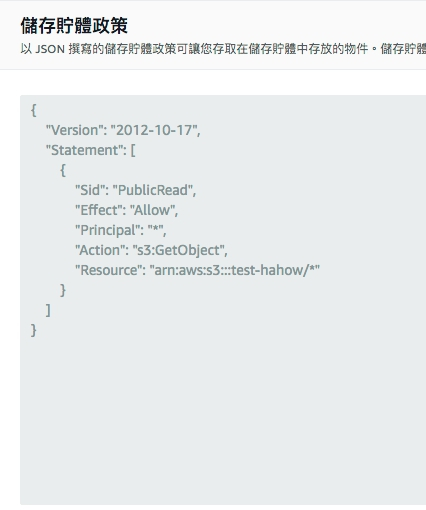 儲存貯體政策
以 JSON 撰寫的儲存貯體政策可讓您存取在儲存貯體中存放的物件。儲存貯體
{
"Version": "2012-10-17",
"Statement": [
{
"Sid": "PublicRead",
"Effect": "Allow",
"Principal": "*",
"Action": "s3:GetObject",
"Resource": "arn:aws:s3:::test-hahow/*"
}
]
}